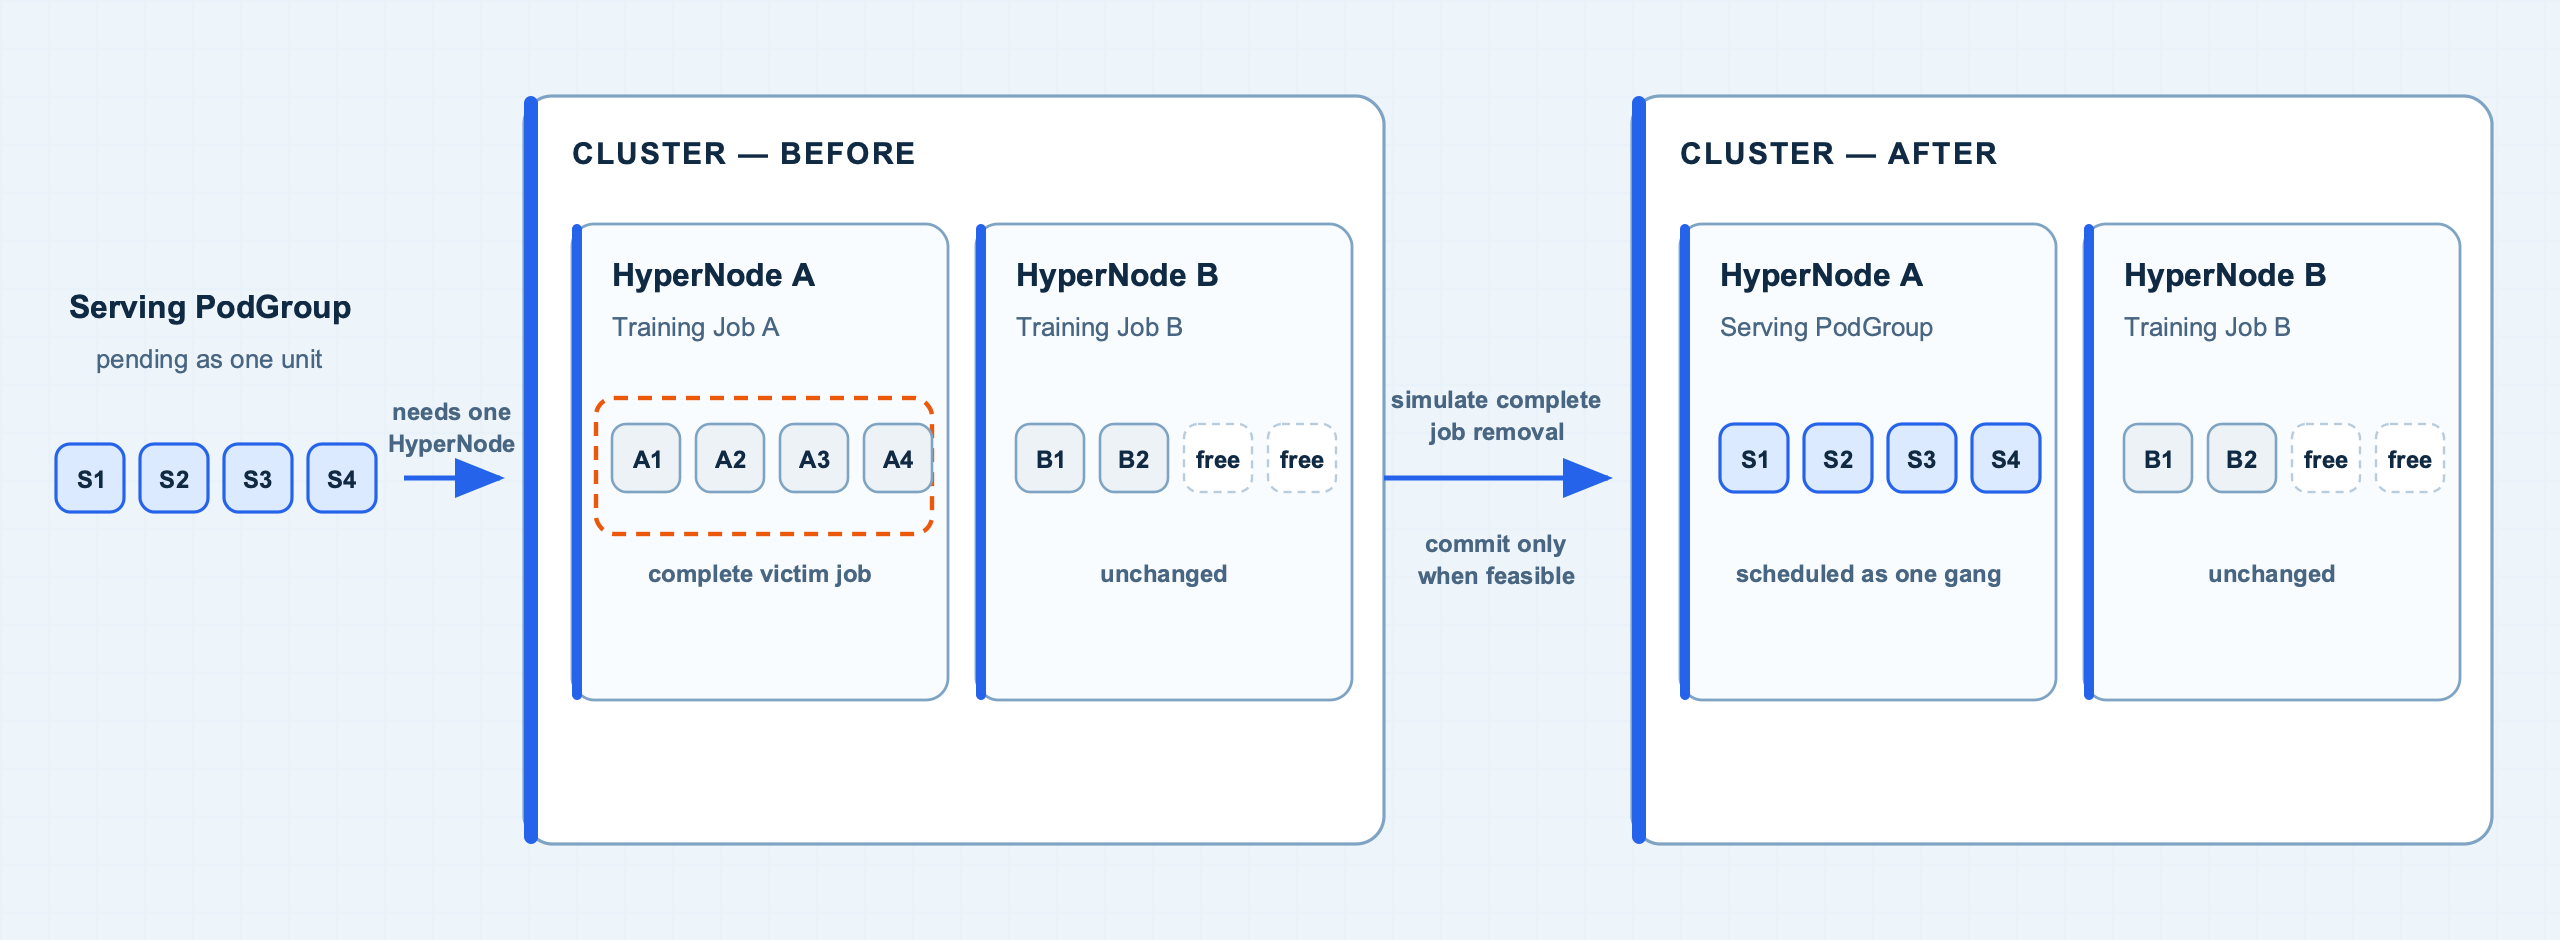 Serving PodGroup
pending as one unit
S1 S2 S3 S4
needs one
HyperNode
CLUSTER — BEFORE
HyperNode A
Training Job A
A1 A2 A3 A4
complete victim job
HyperNode B
Training Job B
B1 B2 free free
unchanged
simulate complete
job removal
commit only
when feasible
CLUSTER — AFTER
HyperNode A
Serving PodGroup
S1 S2 S3 S4
scheduled as one gang
HyperNode B
Training Job B
B1 B2 free free
unchanged